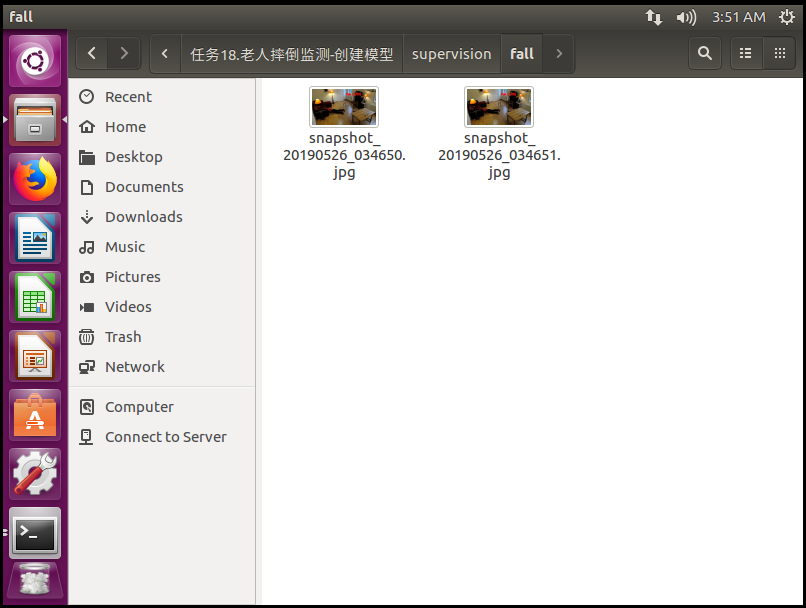 fall
3:51 AM
任务18.老人摔倒监测-创建模型
supervision
fall
Recent
Home
Desktop
Documents
Downloads
Music
Pictures
Videos
Trash
Network
Computer
Connect to Server
snapshot_
20190526_034650.
jpg
snapshot_
20190526_034651.
jpg